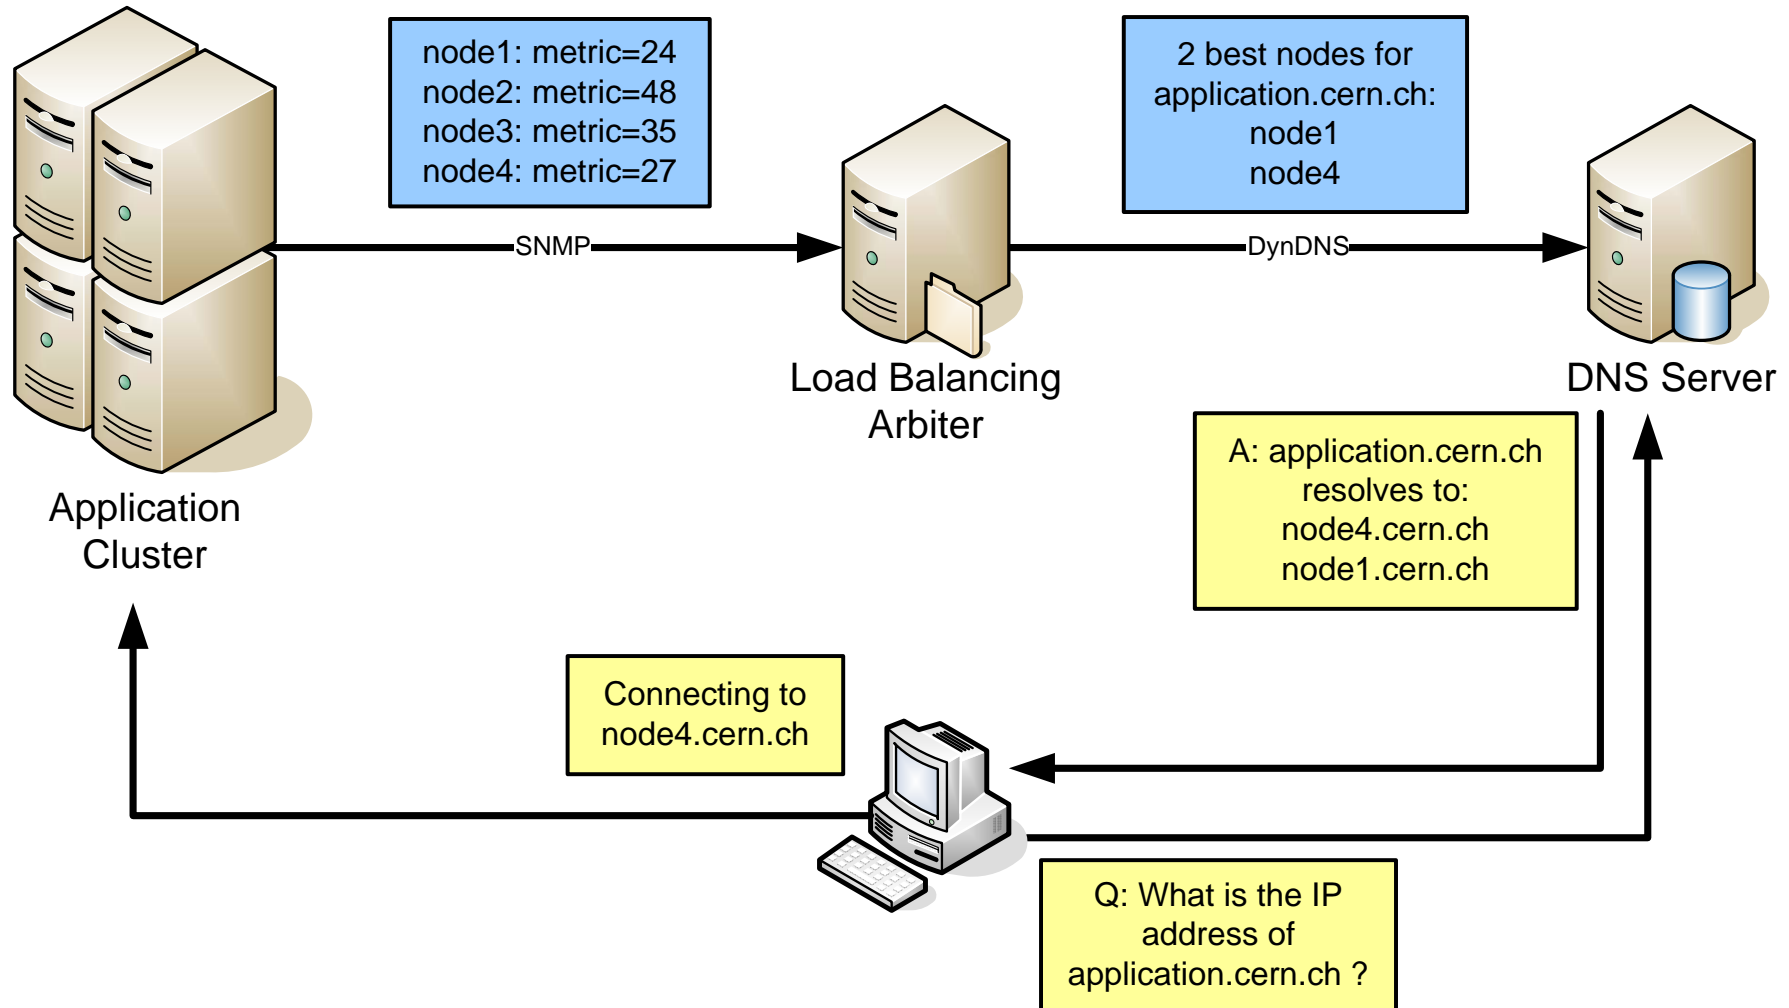 node1: metric=24
node2: metric=48
node3: metric=35
node4: metric=27
2 best nodes for
application.cern.ch:
node1
node4
SNMP
DynDNS
Load Balancing
Arbiter
DNS Server
Application
Cluster
A: application.cern.ch
resolves to:
node4.cern.ch
node1.cern.ch
Connecting to
node4.cern.ch
Q: What is the IP
address of
application.cern.ch ?